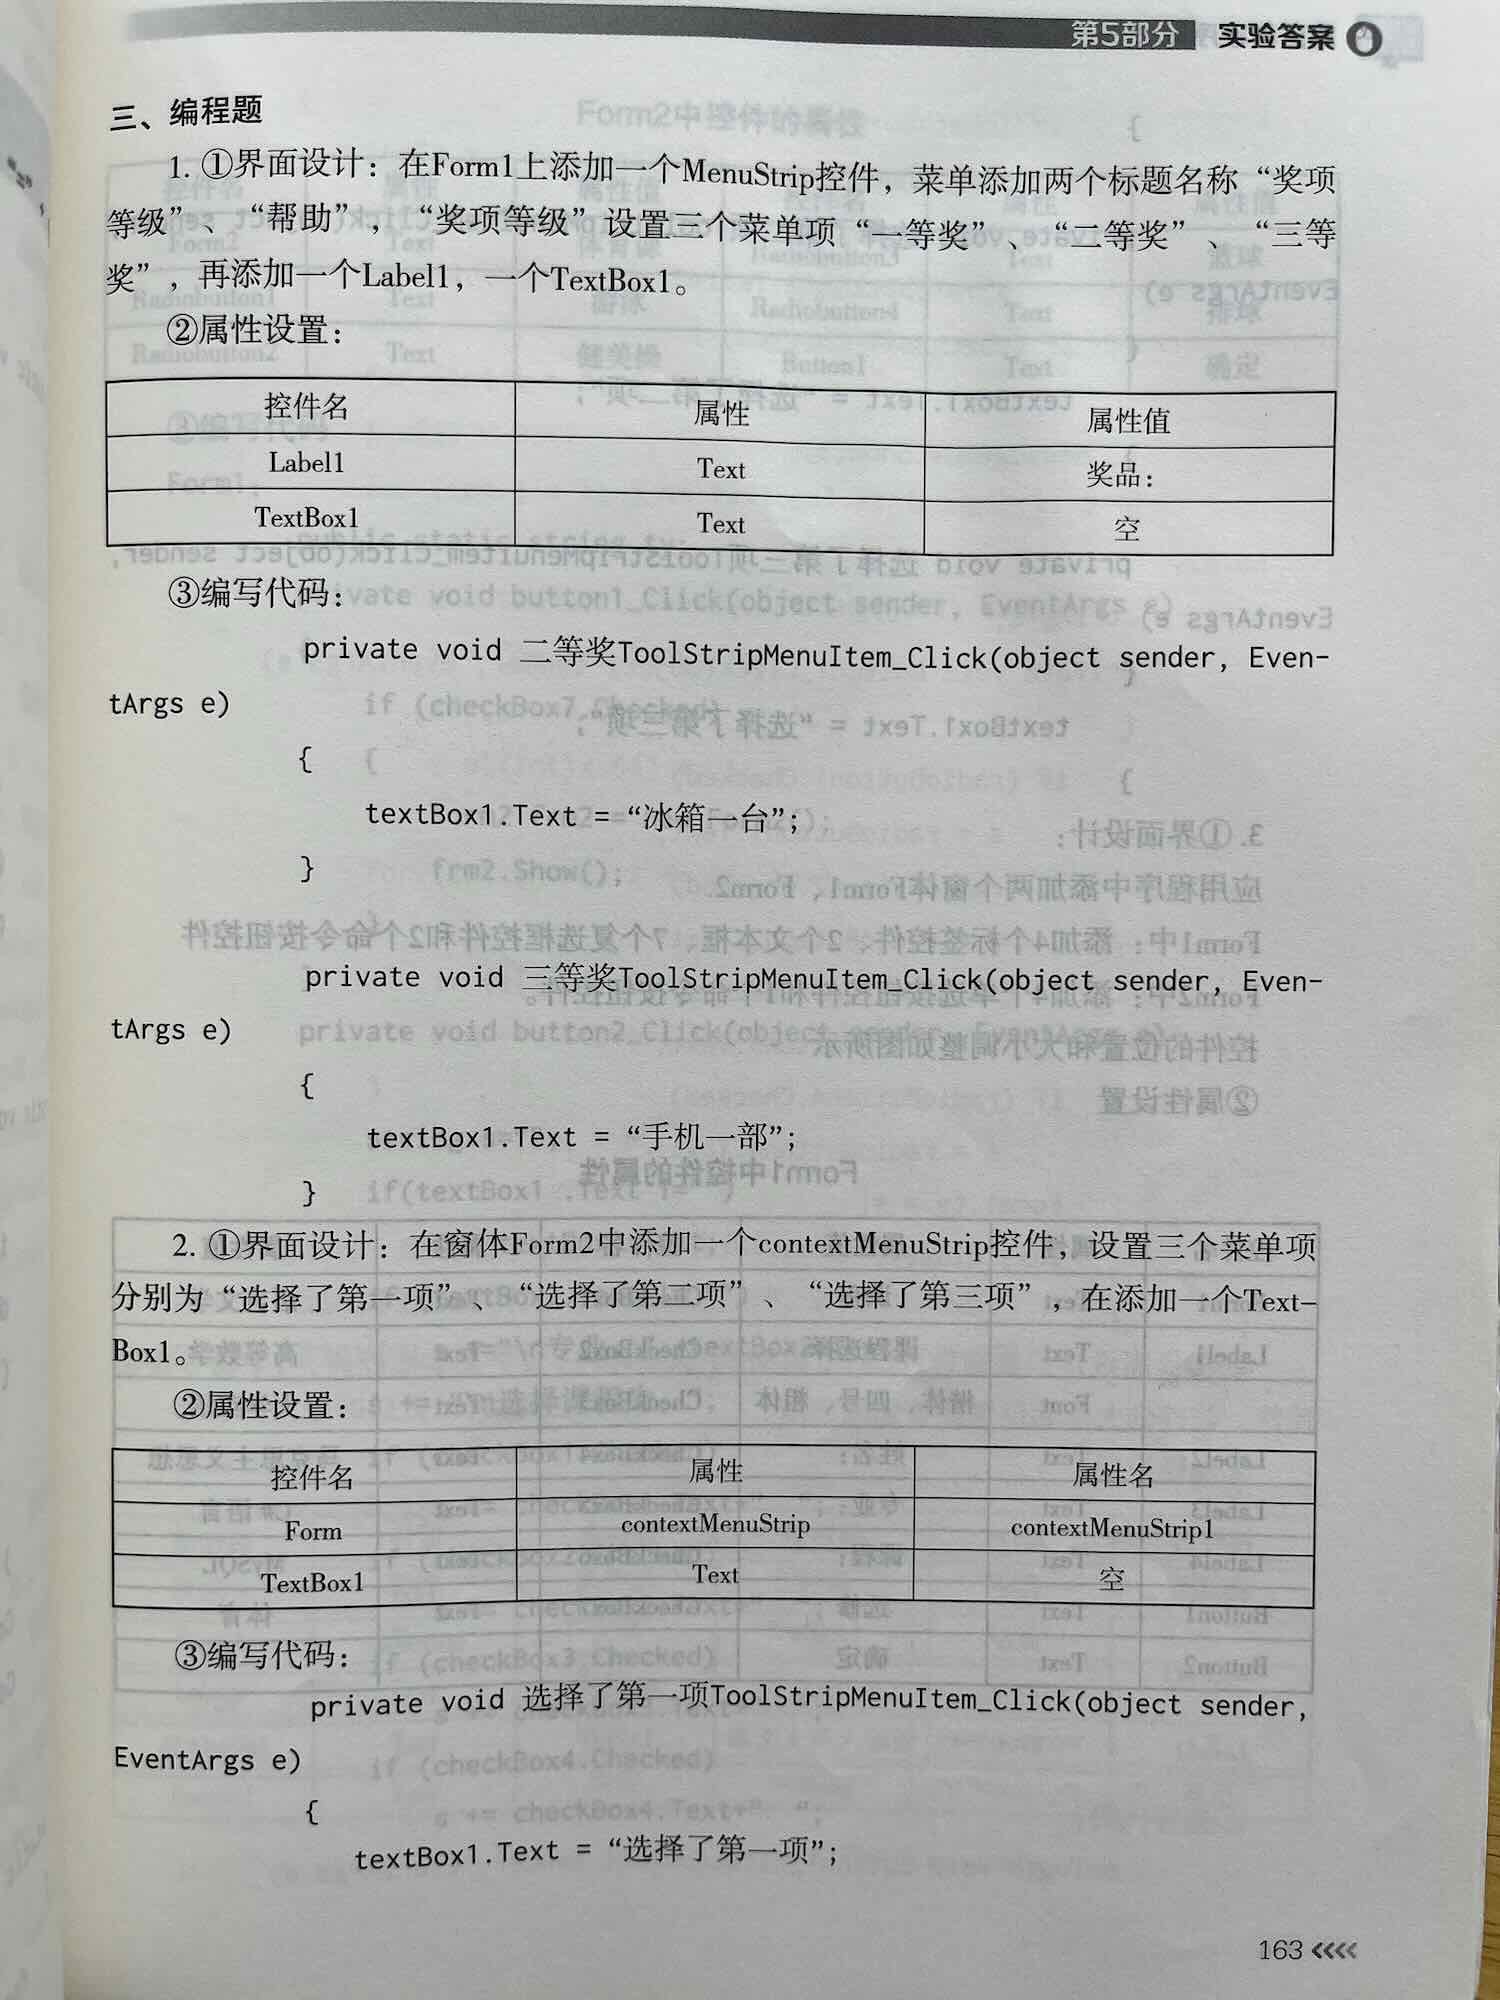 第5部分 实验答案
三、编程题
1. ①界面设计：在Form1上添加一个MenuStrip控件，菜单添加两个标题名称“奖项
等级”、“帮助”，“奖项等级”设置三个菜单项“一等奖”、“二等奖”、“三等
奖”，再添加一个Label1，一个TextBox1。
②属性设置：
控件名 属性 属性值
Label1 Text 奖品：
TextBox1 Text 空
③编写代码：
private void 二等奖ToolStripMenuItem_Click(object sender, Even-
tArgs e)
{
textBox1.Text = “冰箱一台”;
}
private void 三等奖ToolStripMenuItem_Click(object sender, Even-
tArgs e)
{
textBox1.Text = “手机一部”;
}
2. ①界面设计：在窗体Form2中添加一个contextMenuStrip控件，设置三个菜单项
分别为“选择了第一项”、“选择了第二项”、“选择了第三项”，在添加一个Text-
Box1。
②属性设置：
控件名 属性 属性名
Form contextMenuStrip contextMenuStrip1
TextBox1 Text 空
③编写代码：
private void 选择了第一项ToolStripMenuItem_Click(object sender,
EventArgs e)
{
textBox1.Text = “选择了第一项”;
163